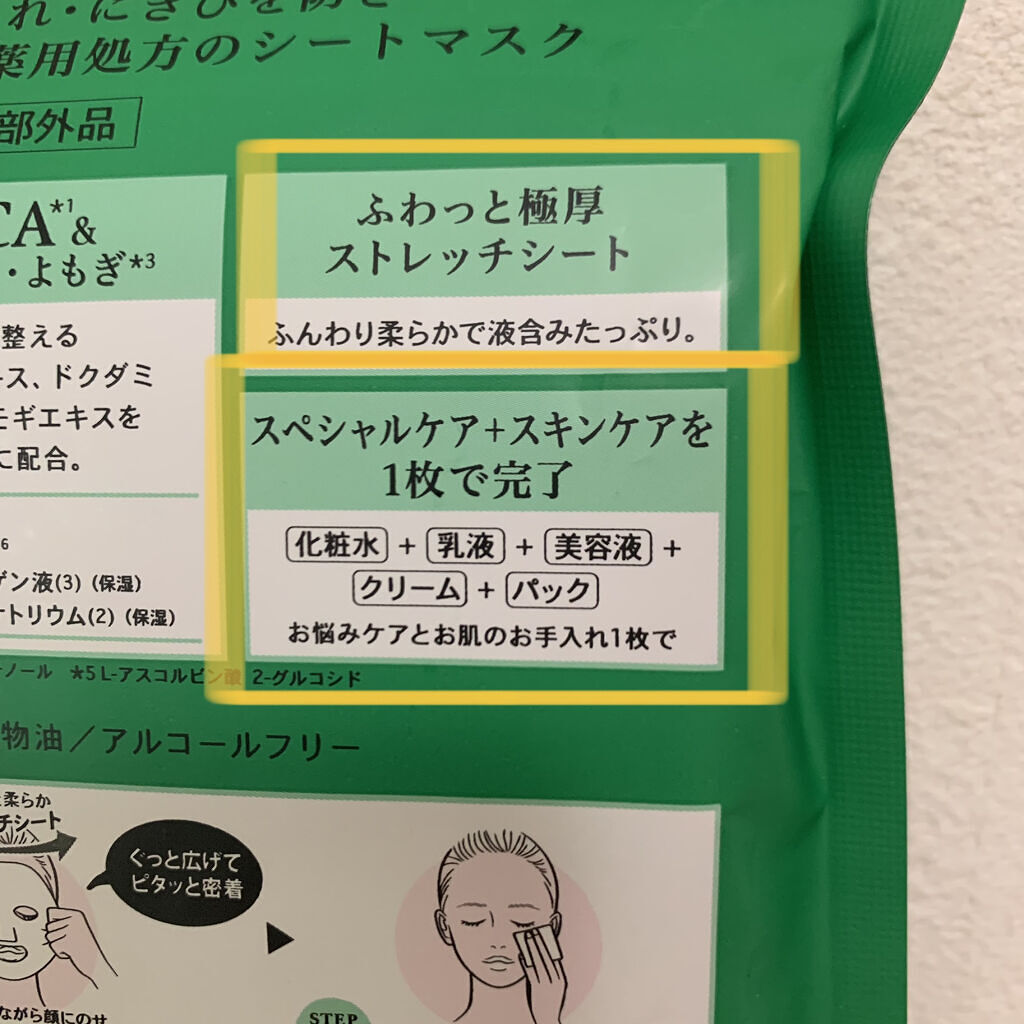 れ・にきびを防ぐ
薬用処方のシートマスク
部外品
CA*1&
・よもぎ*3
整える
ース、ドクダミ
モギエキスを
に配合。
6
ゲン液(3)(保湿)
ナトリウム(2)(保湿)
ふわっと極厚
ストレッチシート
ふんわり柔らかで液含みたっぷり。
スペシャルケア+スキンケアを
1枚で完了
化粧水+乳液+美容液+
クリーム+パック
お悩みケアとお肌のお手入れ1枚で
ノール *5 L-アスコルビン酸 2-グルコシド
物油/アルコールフリー
柔らか
チシート
ぐっと広げて
ピタッと密着
ながら顔にのせ
STEP